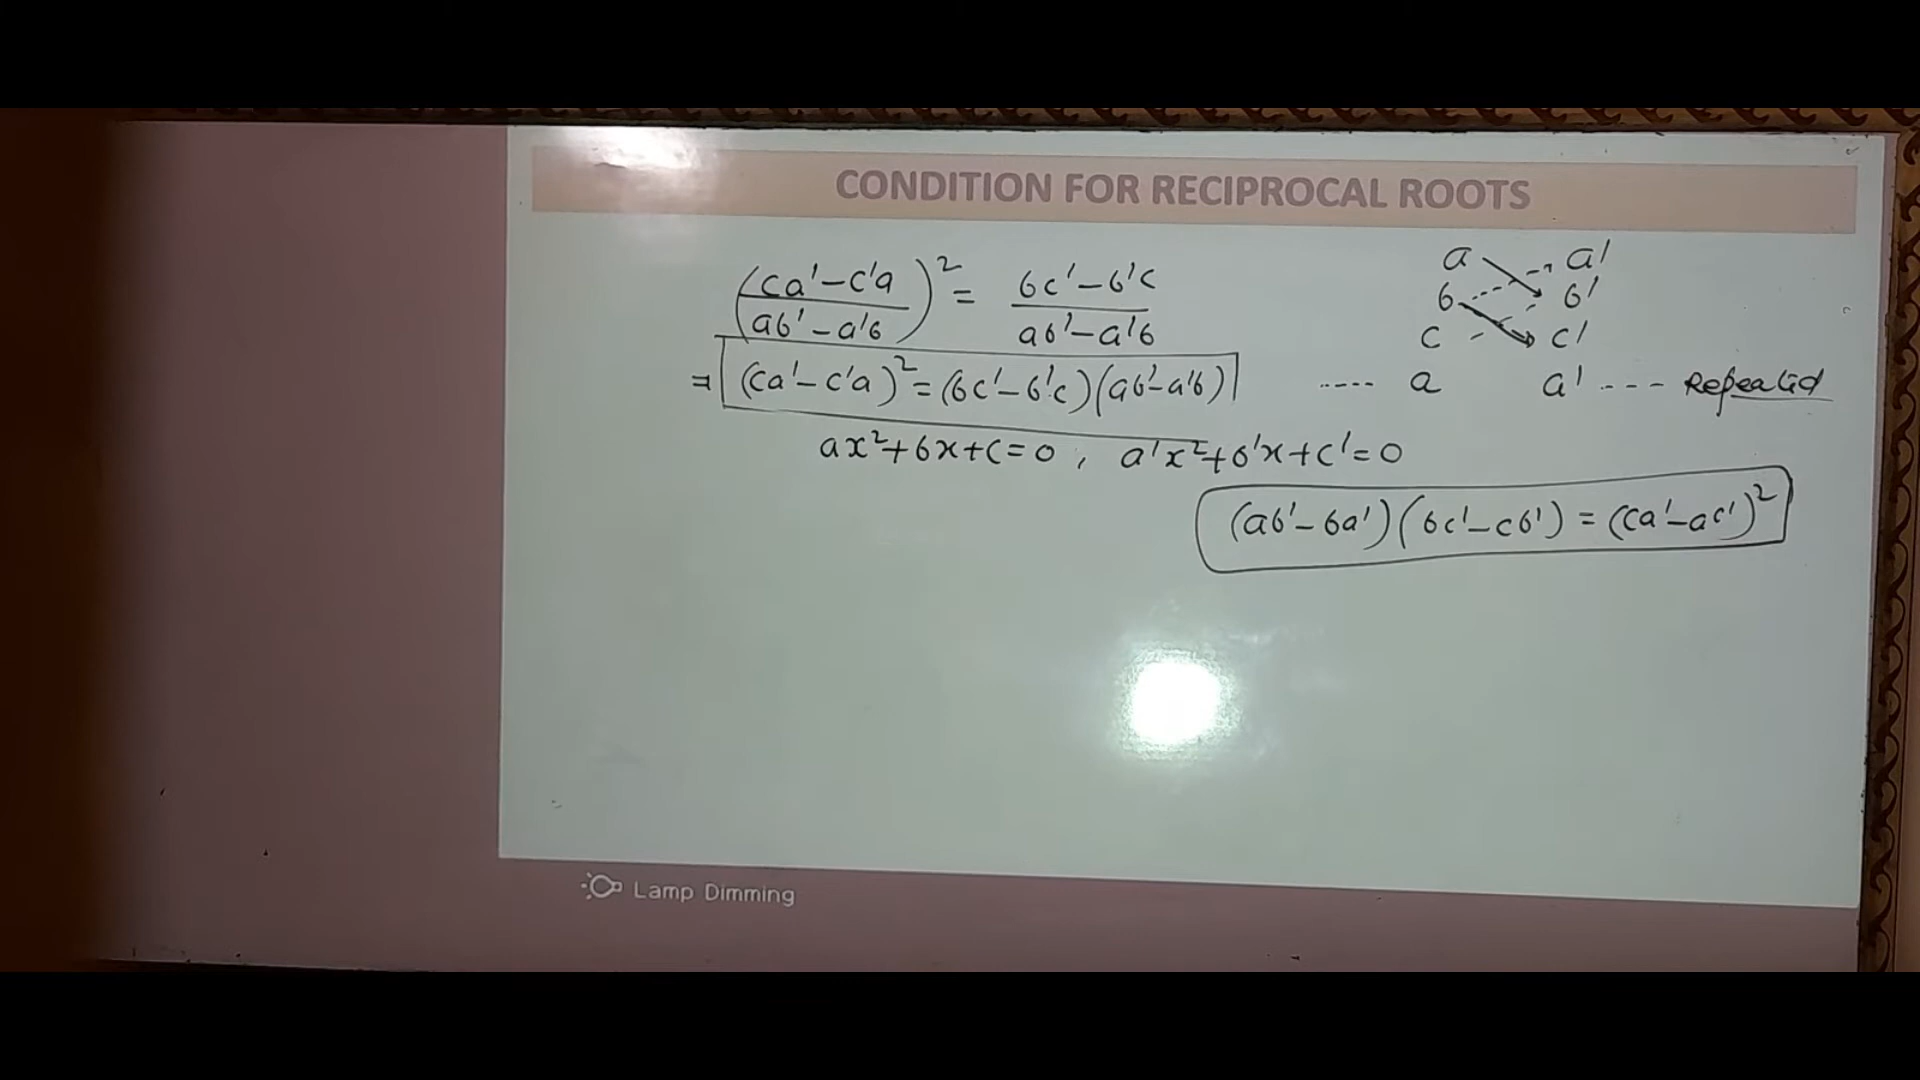 CONDITION FOR RECIPROCAL ROOTS
((ca'-c'a)/(ab'-a'b))² = (bc'-b'c)/(ab'-a'b)
⇒ (ca'-c'a)² = (bc'-b'c)(ab'-a'b)
ax²+bx+c=0, a'x²+b'x+c'=0
a a'
b b'
c c'
---- a a' --- Repeated
(ab'-ba')(bc'-cb') = (ca'-ac')²
Lamp Dimming